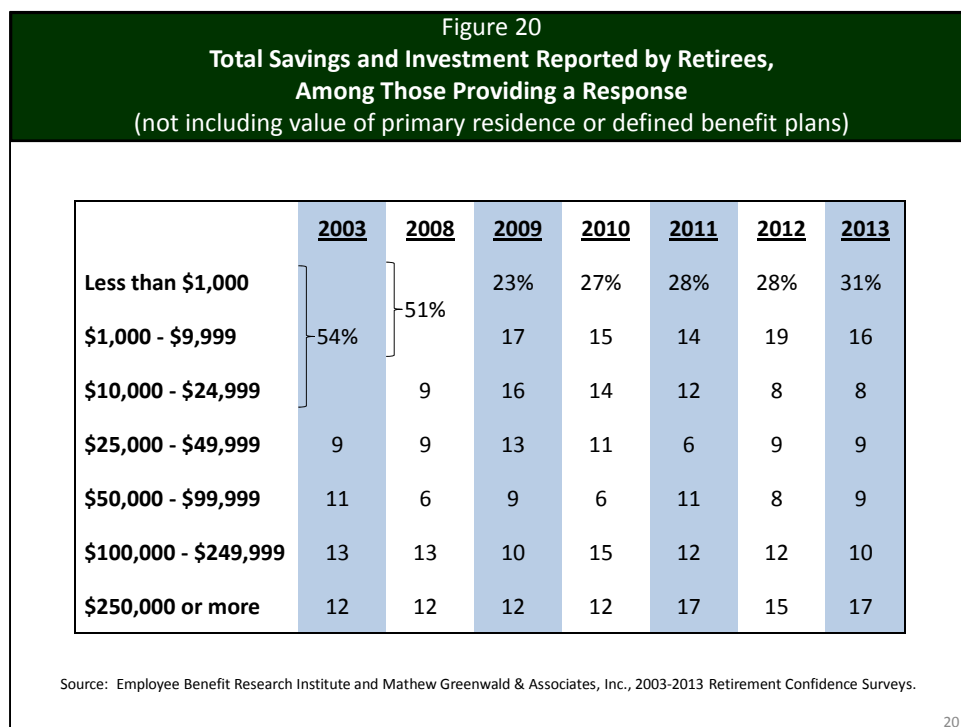 Figure 20
Total Savings and Investment Reported by Retirees,
Among Those Providing a Response
(not including value of primary residence or defined benefit plans)
2003 2008 2009 2010 2011 2012 2013
Less than $1,000 23% 27% 28% 28% 31%
51%
$1,000 - $9,999 54% 17 15 14 19 16
$10,000 - $24,999 9 16 14 12 8 8
$25,000 - $49,999 9 9 13 11 6 9 9
$50,000 - $99,999 11 6 9 6 11 8 9
$100,000 - $249,999 13 13 10 15 12 12 10
$250,000 or more 12 12 12 12 17 15 17
Source: Employee Benefit Research Institute and Mathew Greenwald & Associates, Inc., 2003-2013 Retirement Confidence Surveys.
20